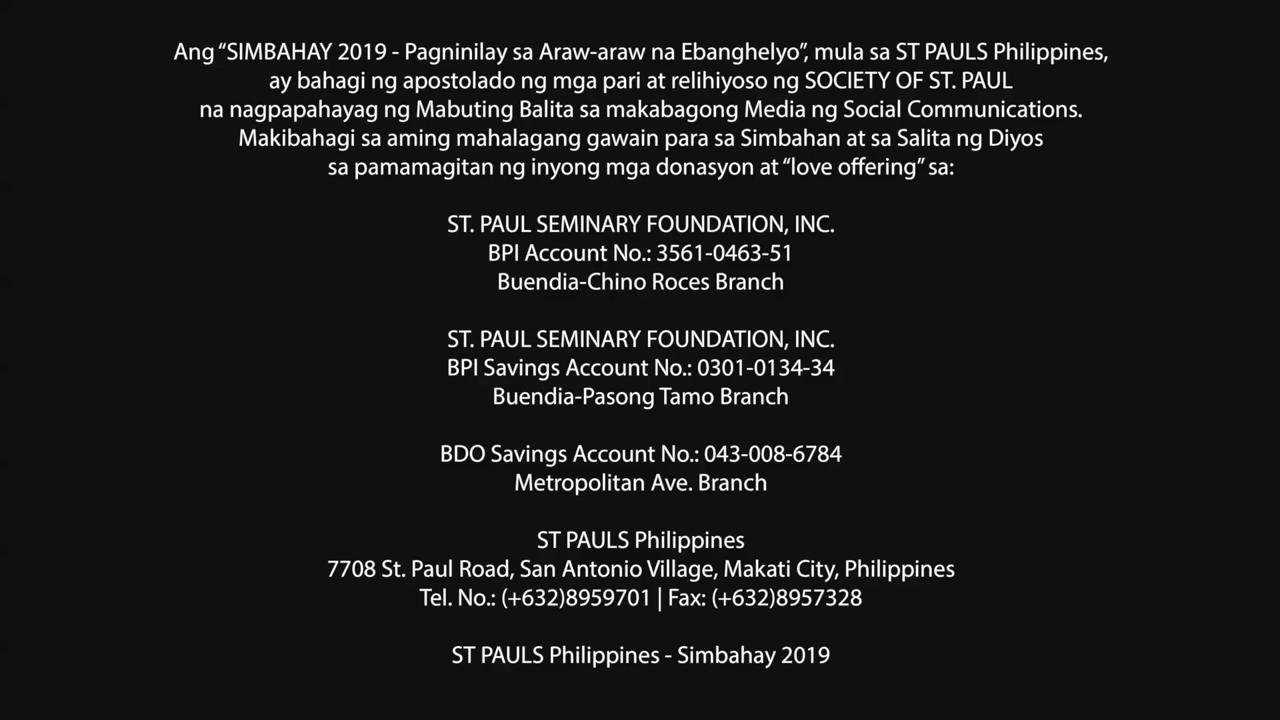 Ang “SIMBAHAY 2019 - Pagninilay sa Araw-araw na Ebanghelyo”, mula sa ST PAULS Philippines,
ay bahagi ng apostolado ng mga pari at relihiyoso ng SOCIETY OF ST. PAUL
na nagpapahayag ng Mabuting Balita sa makabagong Media ng Social Communications.
Makibahagi sa aming mahalagang gawain para sa Simbahan at sa Salita ng Diyos
sa pamamagitan ng inyong mga donasyon at “love offering” sa:
ST. PAUL SEMINARY FOUNDATION, INC.
BPI Account No.: 3561-0463-51
Buendia-Chino Roces Branch
ST. PAUL SEMINARY FOUNDATION, INC.
BPI Savings Account No.: 0301-0134-34
Buendia-Pasong Tamo Branch
BDO Savings Account No.: 043-008-6784
Metropolitan Ave. Branch
ST PAULS Philippines
7708 St. Paul Road, San Antonio Village, Makati City, Philippines
Tel. No.: (+632)8959701 | Fax: (+632)8957328
ST PAULS Philippines - Simbahay 2019